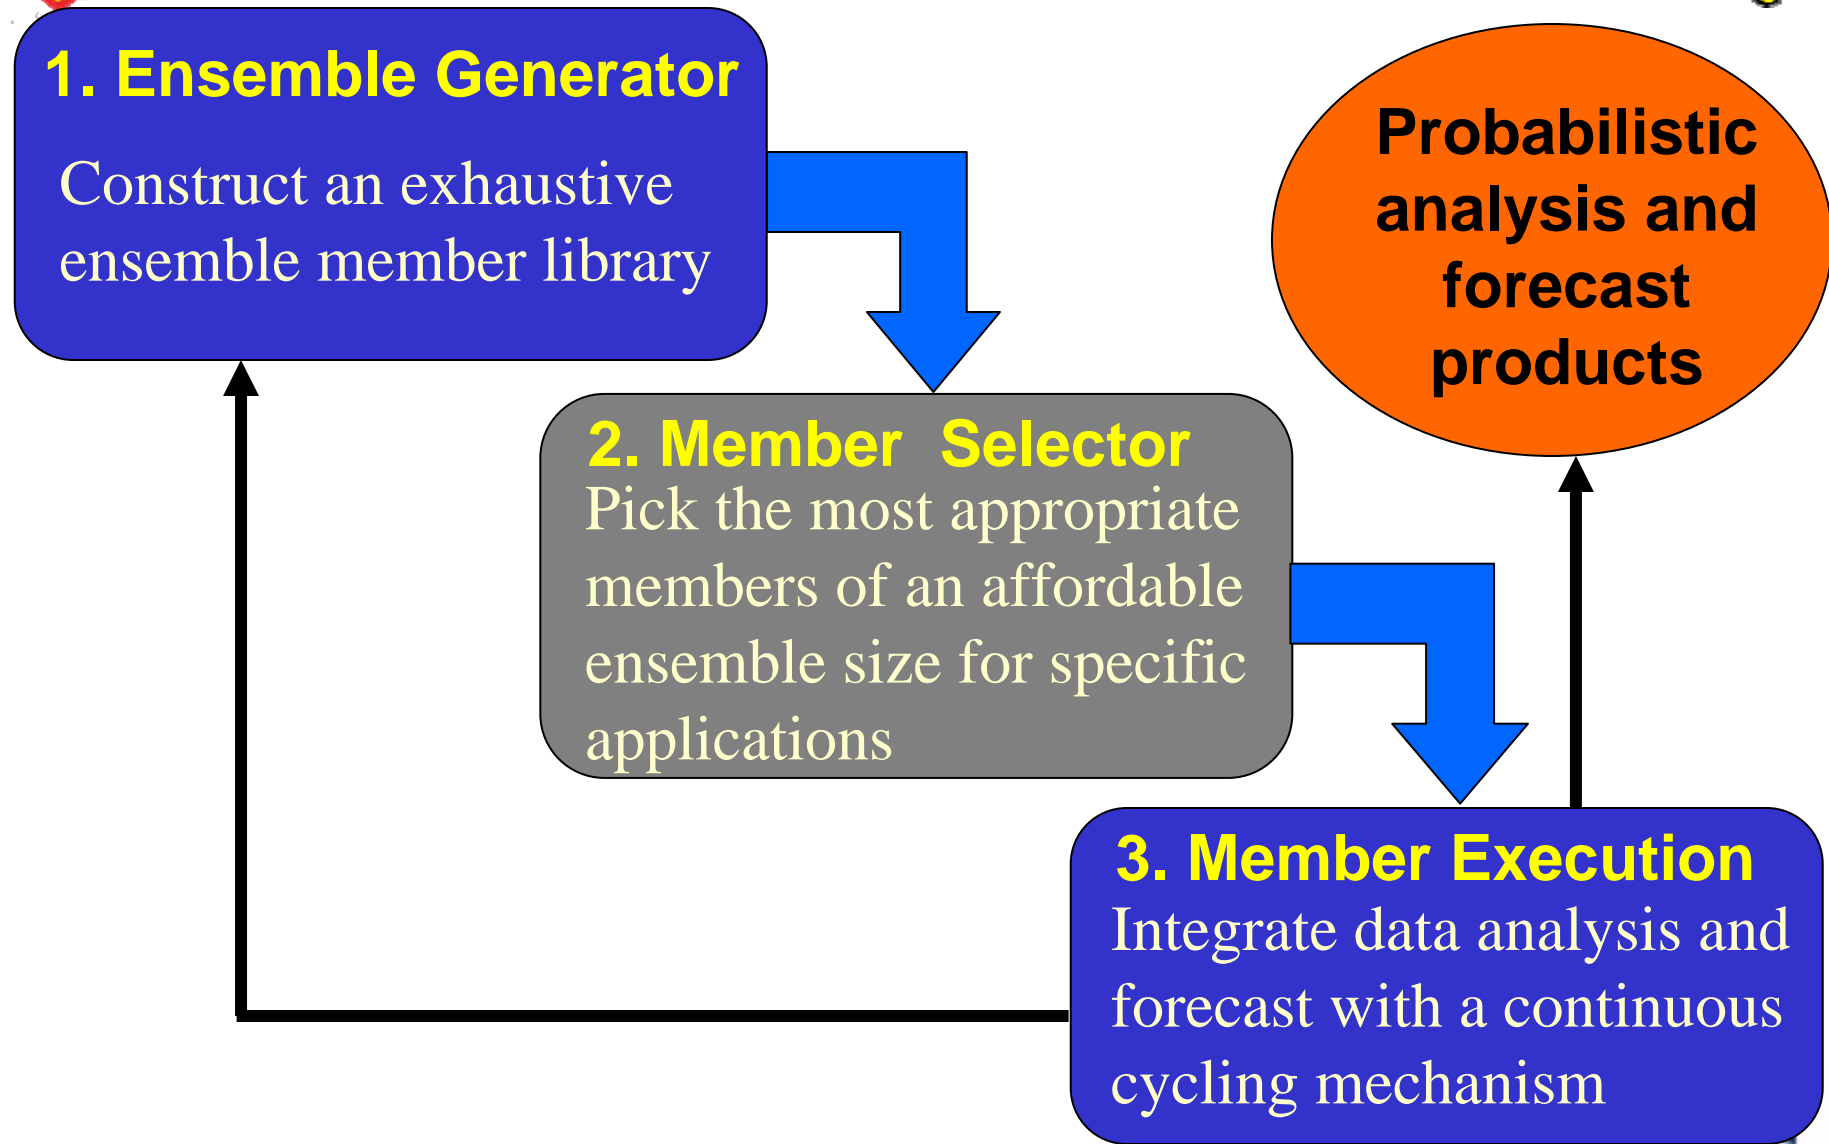 1. Ensemble Generator
Construct an exhaustive
ensemble member library
Probabilistic
analysis and
forecast
products
2. Member  Selector
Pick the most appropriate
members of an affordable
ensemble size for specific
applications
3. Member Execution
Integrate data analysis and
forecast with a continuous
cycling mechanism